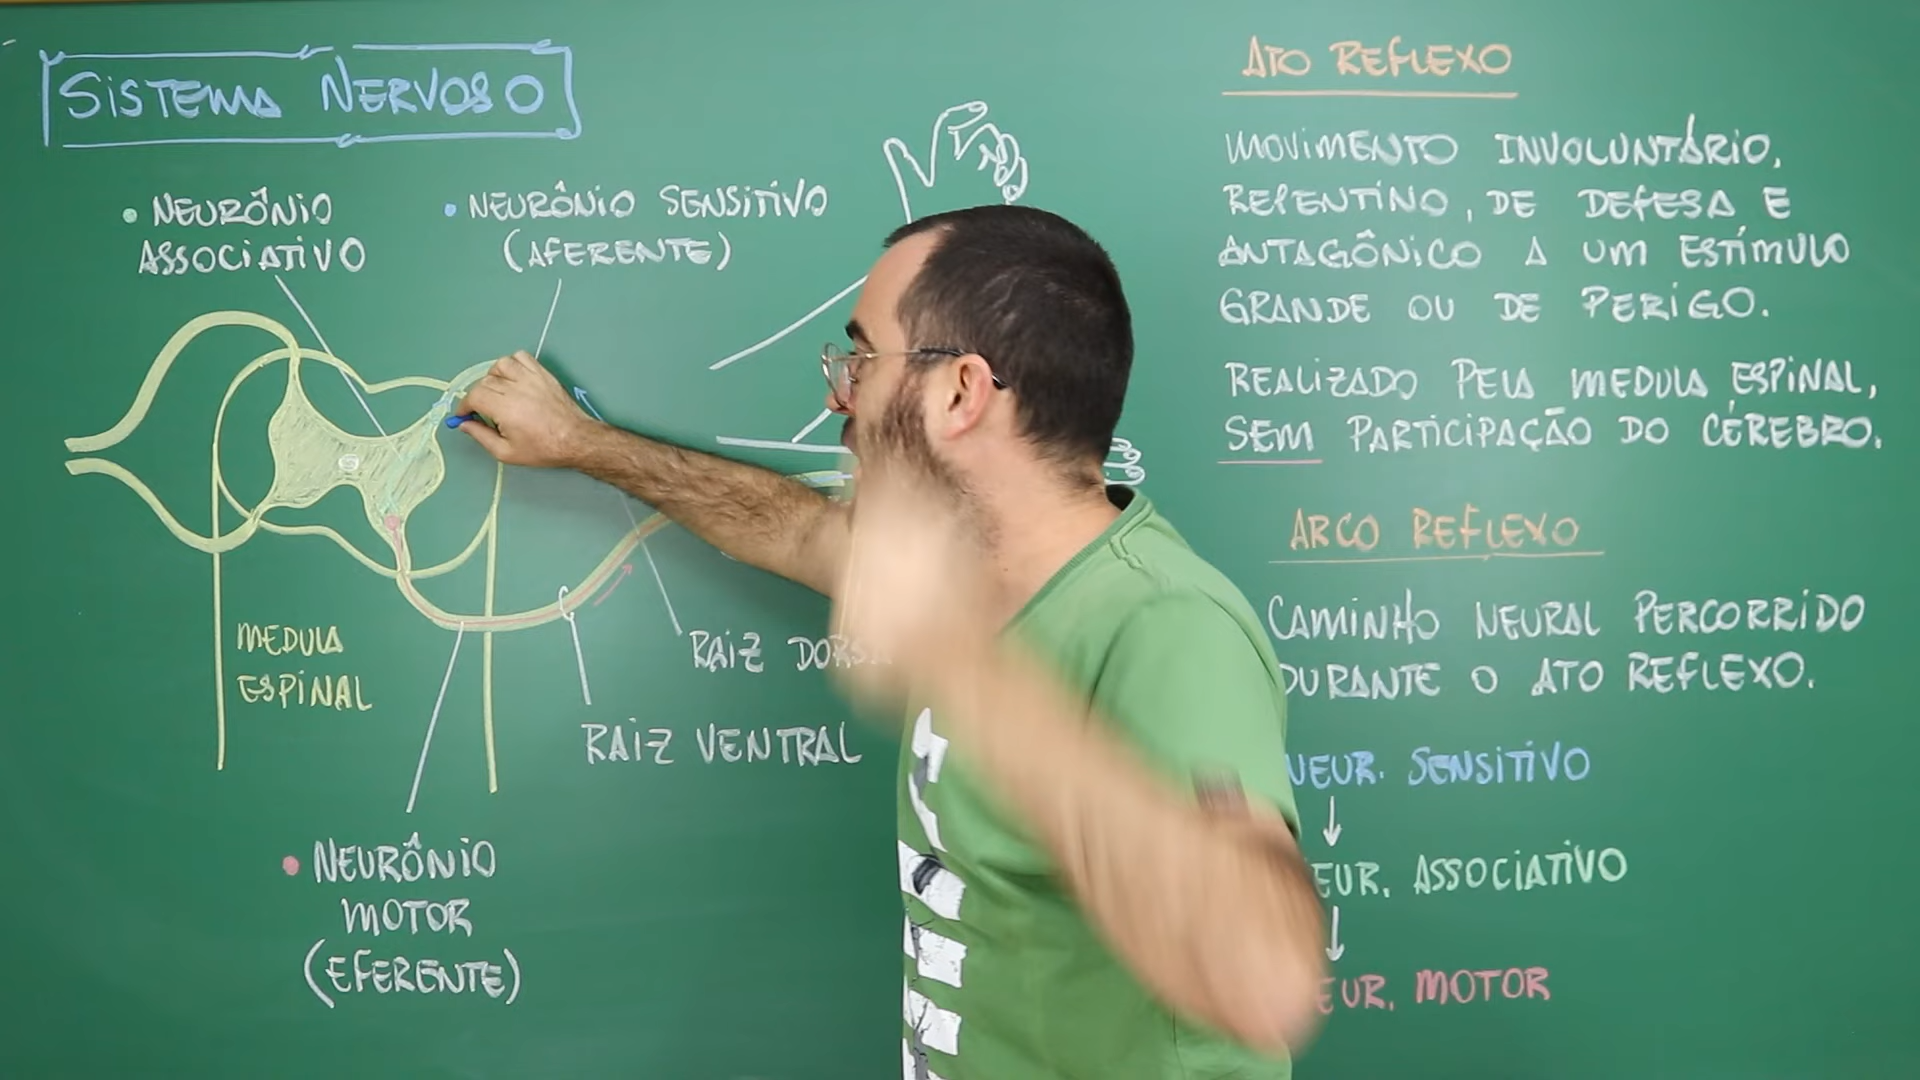 SISTEMA NERVOSO
• NEURÔNIO
ASSOCIATIVO
• NEURÔNIO SENSITIVO
(AFERENTE)
MEDULA
ESPINAL
RAIZ
RAIZ VENTRAL
• NEURÔNIO
MOTOR
(EFERENTE)
ATO REFLEXO
MOVIMENTO INVOLUNTÁRIO,
REPENTINO, DE DEFESA E
ANTAGÔNICO A UM ESTÍMULO
GRANDE OU DE PERIGO.
REALIZADO PELA MEDULA ESPINAL,
SEM PARTICIPAÇÃO DO CÉREBRO.
ARCO REFLEXO
CAMINHO NEURAL PERCORRIDO
DURANTE O ATO REFLEXO.
NEUR. SENSITIVO
EUR. ASSOCIATIVO
EUR. MOTOR